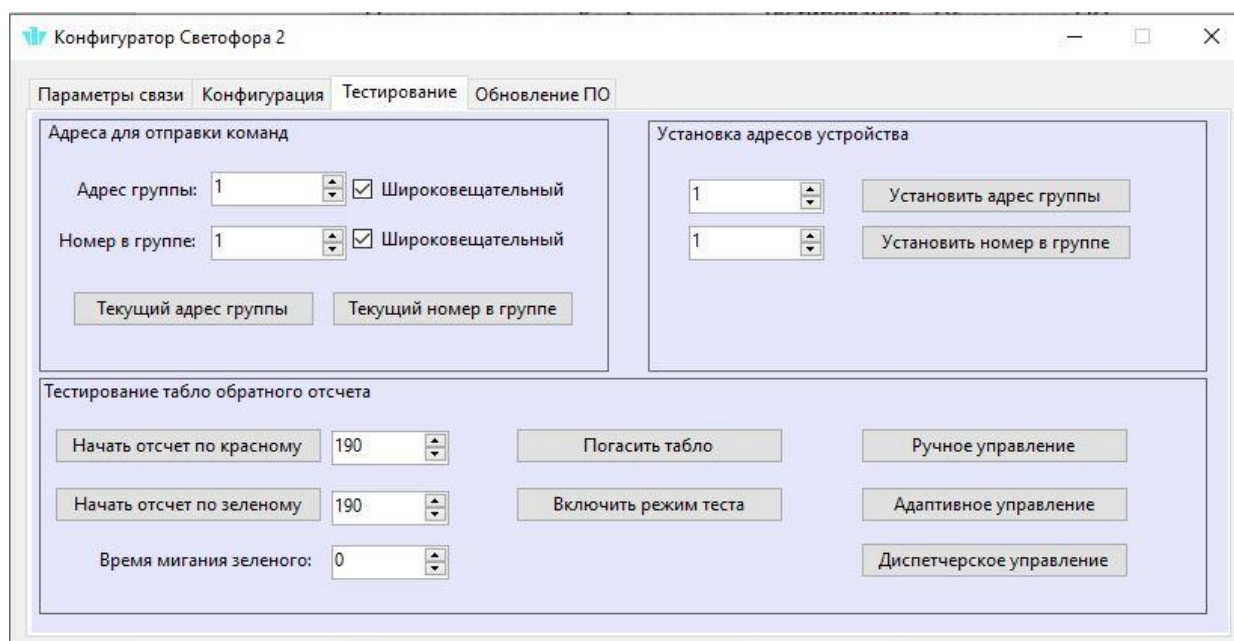 Конфигуратор Светофора 2
Параметры связи Конфигурация Тестирование Обновление ПО
Адреса для отправки команд
Адрес группы: 1 Широковещательный
Номер в группе: 1 Широковещательный
Текущий адрес группы Текущий номер в группе
Установка адресов устройства
1 Установить адрес группы
1 Установить номер в группе
Тестирование табло обратного отсчета
Начать отсчет по красному 190 Погасить табло Ручное управление
Начать отсчет по зеленому 190 Включить режим теста Адаптивное управление
Время мигания зеленого: 0 Диспетчерское управление